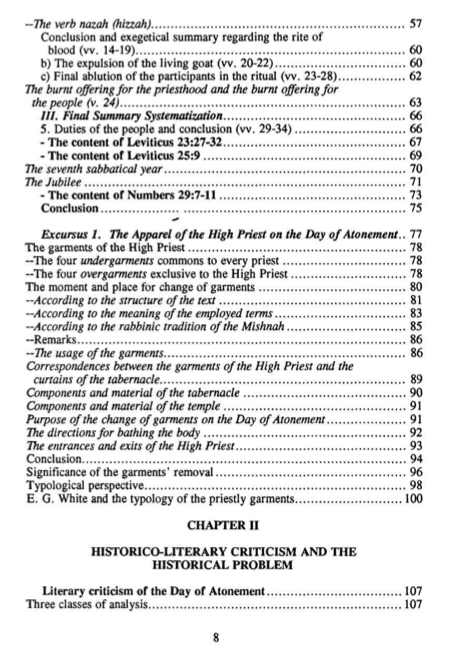 --The verb nazah (hizzah)........................................................ 57
Conclusion and exegetical summary regarding the rite of
blood (vv. 14-19)............................................................ 60
b) The expulsion of the living goat (vv. 20-22)............................ 60
c) Final ablution of the participants in the ritual (vv. 23-28)................ 62
The burnt offering for the priesthood and the burnt offering for
the people (v. 24)................................................................ 63
III. Final Summary Systematization........................................ 66
5. Duties of the people and conclusion (vv. 29-34) ......................... 66
- The content of Leviticus 23:27-32......................................... 67
- The content of Leviticus 25:9 ............................................. 69
The seventh sabbatical year...................................................... 70
The Jubilee ........................................................................ 71
- The content of Numbers 29:7-11 .......................................... 73
Conclusion.................................................................... 75
Excursus 1. The Apparel of the High Priest on the Day of Atonement.. 77
The garments of the High Priest ................................................ 78
--The four undergarments commons to every priest ........................... 78
--The four overgarments exclusive to the High Priest ......................... 78
The moment and place for change of garments ................................. 80
--According to the structure of the text .......................................... 81
--According to the meaning of the employed terms............................. 83
--According to the rabbinic tradition of the Mishnah........................... 85
--Remarks.......................................................................... 86
--The usage of the garments...................................................... 86
Correspondences between the garments of the High Priest and the
curtains of the tabernacle...................................................... 89
Components and material of the tabernacle ..................................... 90
Components and material of the temple ......................................... 91
Purpose of the change of garments on the Day of Atonement.................. 91
The directions for bathing the body .............................................. 92
The entrances and exits of the High Priest....................................... 93
Conclusion.......................................................................... 94
Significance of the garments' removal........................................... 96
Typological perspective........................................................... 98
E. G. White and the typology of the priestly garments........................ 100
CHAPTER II
HISTORICO-LITERARY CRITICISM AND THE
HISTORICAL PROBLEM
Literary criticism of the Day of Atonement.............................. 107
Three classes of analysis......................................................... 107
8